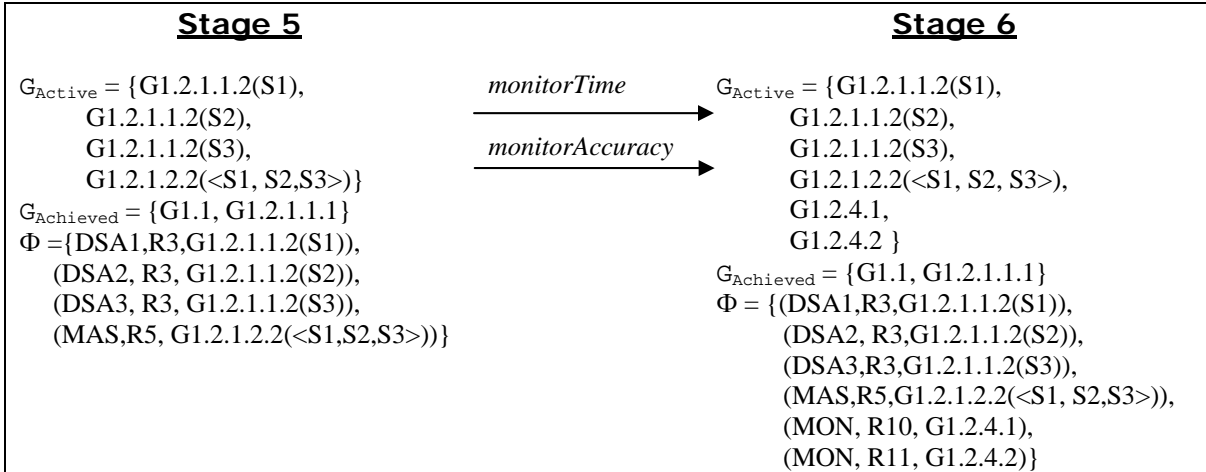 Stage 5
G_Active = {G1.2.1.1.2(S1),
G1.2.1.1.2(S2),
G1.2.1.1.2(S3),
G1.2.1.2.2(<S1, S2,S3>)}
G_Achieved = {G1.1, G1.2.1.1.1}
Φ ={DSA1,R3,G1.2.1.1.2(S1)),
(DSA2, R3, G1.2.1.1.2(S2)),
(DSA3, R3, G1.2.1.1.2(S3)),
(MAS,R5, G1.2.1.2.2(<S1,S2,S3>))}
monitorTime
monitorAccuracy
Stage 6
G_Active = {G1.2.1.1.2(S1),
G1.2.1.1.2(S2),
G1.2.1.1.2(S3),
G1.2.1.2.2(<S1, S2, S3>),
G1.2.4.1,
G1.2.4.2 }
G_Achieved = {G1.1, G1.2.1.1.1}
Φ = {(DSA1,R3,G1.2.1.1.2(S1)),
(DSA2, R3,G1.2.1.1.2(S2)),
(DSA3,R3,G1.2.1.1.2(S3)),
(MAS,R5,G1.2.1.2.2(<S1, S2,S3>)),
(MON, R10, G1.2.4.1),
(MON, R11, G1.2.4.2)}